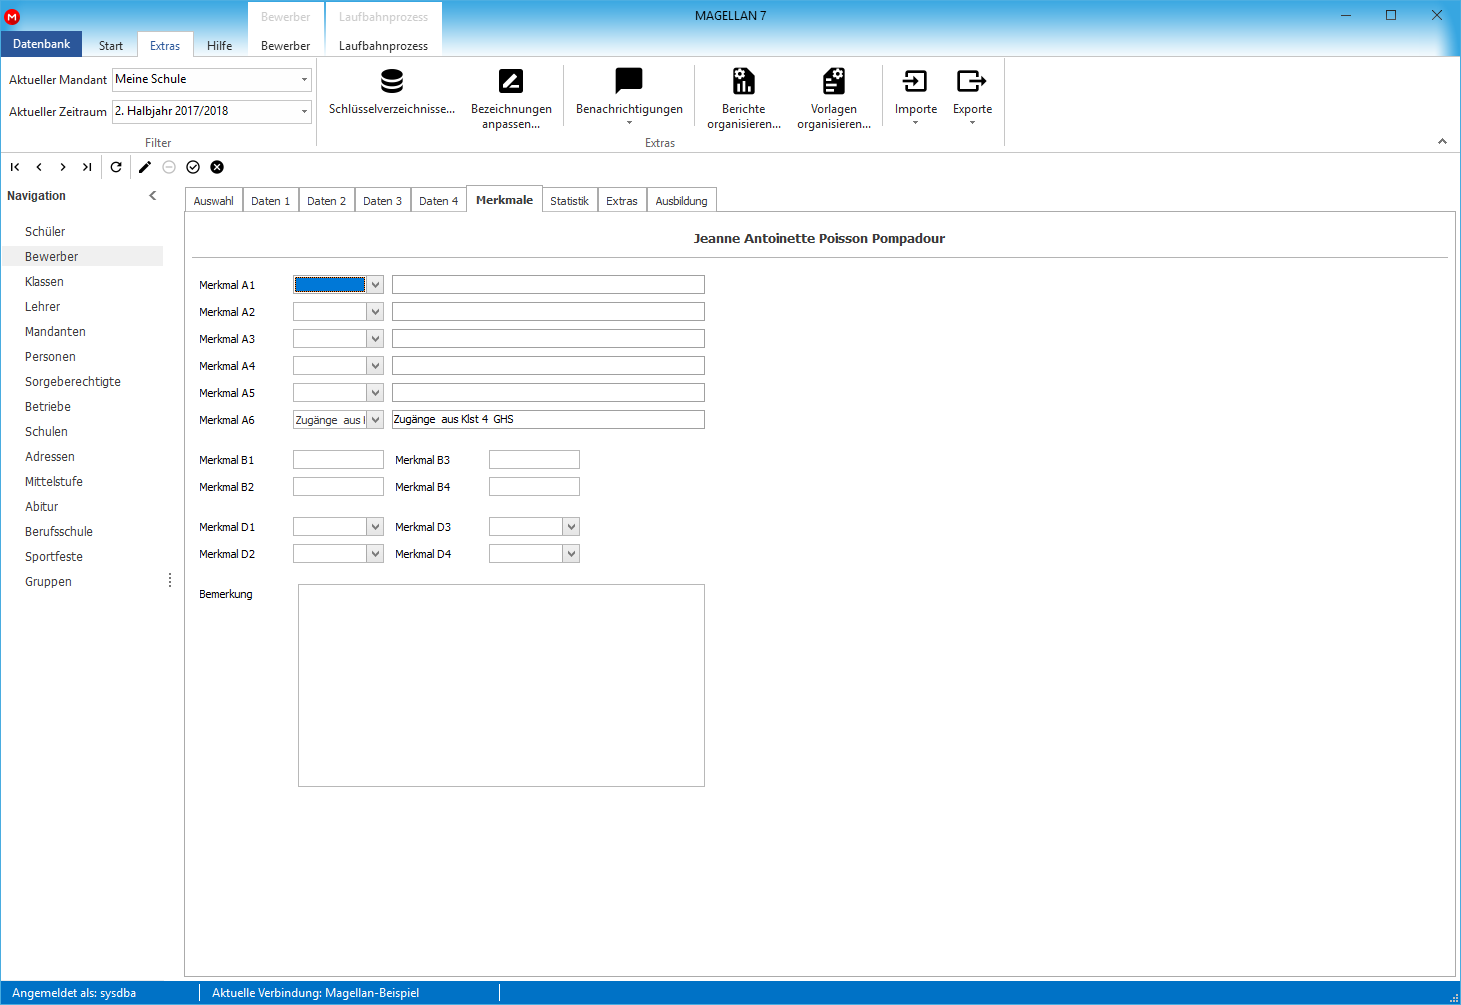 M
MAGELLAN 7
Bewerber
Laufbahnprozess
Datenbank
Start
Extras
Hilfe
Bewerber
Laufbahnprozess
Aktueller Mandant
Meine Schule
Aktueller Zeitraum
2. Halbjahr 2017/2018
Filter
Schlüsselverzeichnisse...
Bezeichnungen
anpassen...
Benachrichtigungen
Berichte
organisieren...
Vorlagen
organisieren...
Importe
Exporte
Extras
Navigation
Schüler
Bewerber
Klassen
Lehrer
Mandanten
Personen
Sorgeberechtigte
Betriebe
Schulen
Adressen
Mittelstufe
Abitur
Berufsschule
Sportfeste
Gruppen
Auswahl
Daten 1
Daten 2
Daten 3
Daten 4
Merkmale
Statistik
Extras
Ausbildung
Jeanne Antoinette Poisson Pompadour
Merkmal A1
Merkmal A2
Merkmal A3
Merkmal A4
Merkmal A5
Merkmal A6
Zugänge aus
Zugänge aus Klst 4 GHS
Merkmal B1
Merkmal B3
Merkmal B2
Merkmal B4
Merkmal D1
Merkmal D3
Merkmal D2
Merkmal D4
Bemerkung
Angemeldet als: sysdba
Aktuelle Verbindung: Magellan-Beispiel